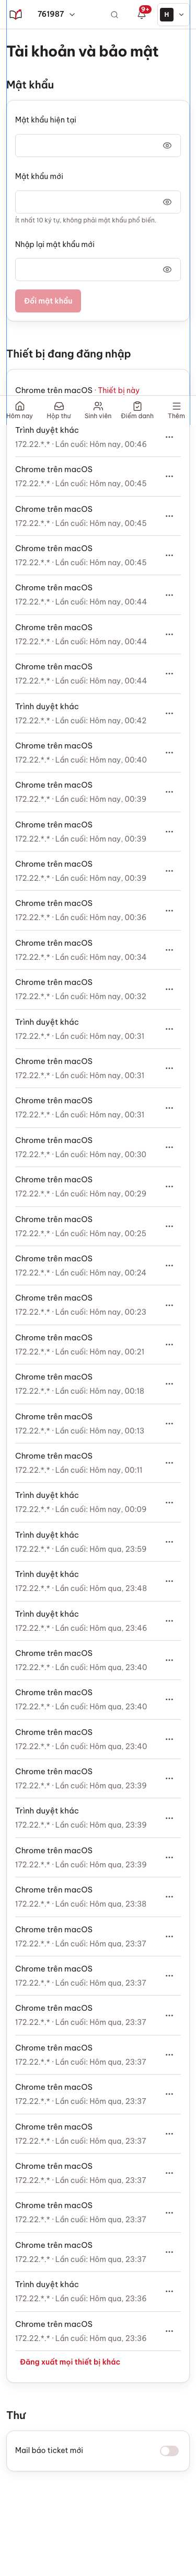 761987
9+
H
Tài khoản và bảo mật
Mật khẩu
Mật khẩu hiện tại
Mật khẩu mới
Ít nhất 10 ký tự, không phải mật khẩu phổ biến.
Nhập lại mật khẩu mới
Đổi mật khẩu
Thiết bị đang đăng nhập
Chrome trên macOS · Thiết bị này
Hôm nay
Hộp thư
Sinh viên
Điểm danh
Thêm
Trình duyệt khác
172.22.*.* · Lần cuối: Hôm nay, 00:46
Chrome trên macOS
172.22.*.* · Lần cuối: Hôm nay, 00:45
Chrome trên macOS
172.22.*.* · Lần cuối: Hôm nay, 00:45
Chrome trên macOS
172.22.*.* · Lần cuối: Hôm nay, 00:45
Chrome trên macOS
172.22.*.* · Lần cuối: Hôm nay, 00:44
Chrome trên macOS
172.22.*.* · Lần cuối: Hôm nay, 00:44
Chrome trên macOS
172.22.*.* · Lần cuối: Hôm nay, 00:44
Trình duyệt khác
172.22.*.* · Lần cuối: Hôm nay, 00:42
Chrome trên macOS
172.22.*.* · Lần cuối: Hôm nay, 00:40
Chrome trên macOS
172.22.*.* · Lần cuối: Hôm nay, 00:39
Chrome trên macOS
172.22.*.* · Lần cuối: Hôm nay, 00:39
Chrome trên macOS
172.22.*.* · Lần cuối: Hôm nay, 00:39
Chrome trên macOS
172.22.*.* · Lần cuối: Hôm nay, 00:36
Chrome trên macOS
172.22.*.* · Lần cuối: Hôm nay, 00:34
Chrome trên macOS
172.22.*.* · Lần cuối: Hôm nay, 00:32
Trình duyệt khác
172.22.*.* · Lần cuối: Hôm nay, 00:31
Chrome trên macOS
172.22.*.* · Lần cuối: Hôm nay, 00:31
Chrome trên macOS
172.22.*.* · Lần cuối: Hôm nay, 00:31
Chrome trên macOS
172.22.*.* · Lần cuối: Hôm nay, 00:30
Chrome trên macOS
172.22.*.* · Lần cuối: Hôm nay, 00:29
Chrome trên macOS
172.22.*.* · Lần cuối: Hôm nay, 00:25
Chrome trên macOS
172.22.*.* · Lần cuối: Hôm nay, 00:24
Chrome trên macOS
172.22.*.* · Lần cuối: Hôm nay, 00:23
Chrome trên macOS
172.22.*.* · Lần cuối: Hôm nay, 00:21
Chrome trên macOS
172.22.*.* · Lần cuối: Hôm nay, 00:18
Chrome trên macOS
172.22.*.* · Lần cuối: Hôm nay, 00:13
Chrome trên macOS
172.22.*.* · Lần cuối: Hôm nay, 00:11
Trình duyệt khác
172.22.*.* · Lần cuối: Hôm nay, 00:09
Trình duyệt khác
172.22.*.* · Lần cuối: Hôm qua, 23:59
Trình duyệt khác
172.22.*.* · Lần cuối: Hôm qua, 23:48
Trình duyệt khác
172.22.*.* · Lần cuối: Hôm qua, 23:46
Chrome trên macOS
172.22.*.* · Lần cuối: Hôm qua, 23:40
Chrome trên macOS
172.22.*.* · Lần cuối: Hôm qua, 23:40
Chrome trên macOS
172.22.*.* · Lần cuối: Hôm qua, 23:40
Chrome trên macOS
172.22.*.* · Lần cuối: Hôm qua, 23:39
Trình duyệt khác
172.22.*.* · Lần cuối: Hôm qua, 23:39
Chrome trên macOS
172.22.*.* · Lần cuối: Hôm qua, 23:39
Chrome trên macOS
172.22.*.* · Lần cuối: Hôm qua, 23:38
Chrome trên macOS
172.22.*.* · Lần cuối: Hôm qua, 23:37
Chrome trên macOS
172.22.*.* · Lần cuối: Hôm qua, 23:37
Chrome trên macOS
172.22.*.* · Lần cuối: Hôm qua, 23:37
Chrome trên macOS
172.22.*.* · Lần cuối: Hôm qua, 23:37
Chrome trên macOS
172.22.*.* · Lần cuối: Hôm qua, 23:37
Chrome trên macOS
172.22.*.* · Lần cuối: Hôm qua, 23:37
Chrome trên macOS
172.22.*.* · Lần cuối: Hôm qua, 23:37
Chrome trên macOS
172.22.*.* · Lần cuối: Hôm qua, 23:37
Chrome trên macOS
172.22.*.* · Lần cuối: Hôm qua, 23:37
Trình duyệt khác
172.22.*.* · Lần cuối: Hôm qua, 23:36
Chrome trên macOS
172.22.*.* · Lần cuối: Hôm qua, 23:36
Đăng xuất mọi thiết bị khác
Thư
Mail báo ticket mới